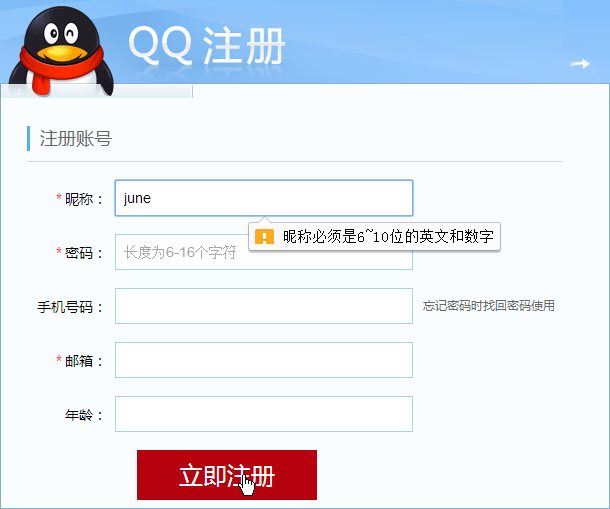 QQ 注册
注册账号
*昵称： june
昵称必须是6~10位的英文和数字
*密码： 长度为6-16个字符
手机号码： 忘记密码时找回密码使用
*邮箱：
年龄：
立即注册